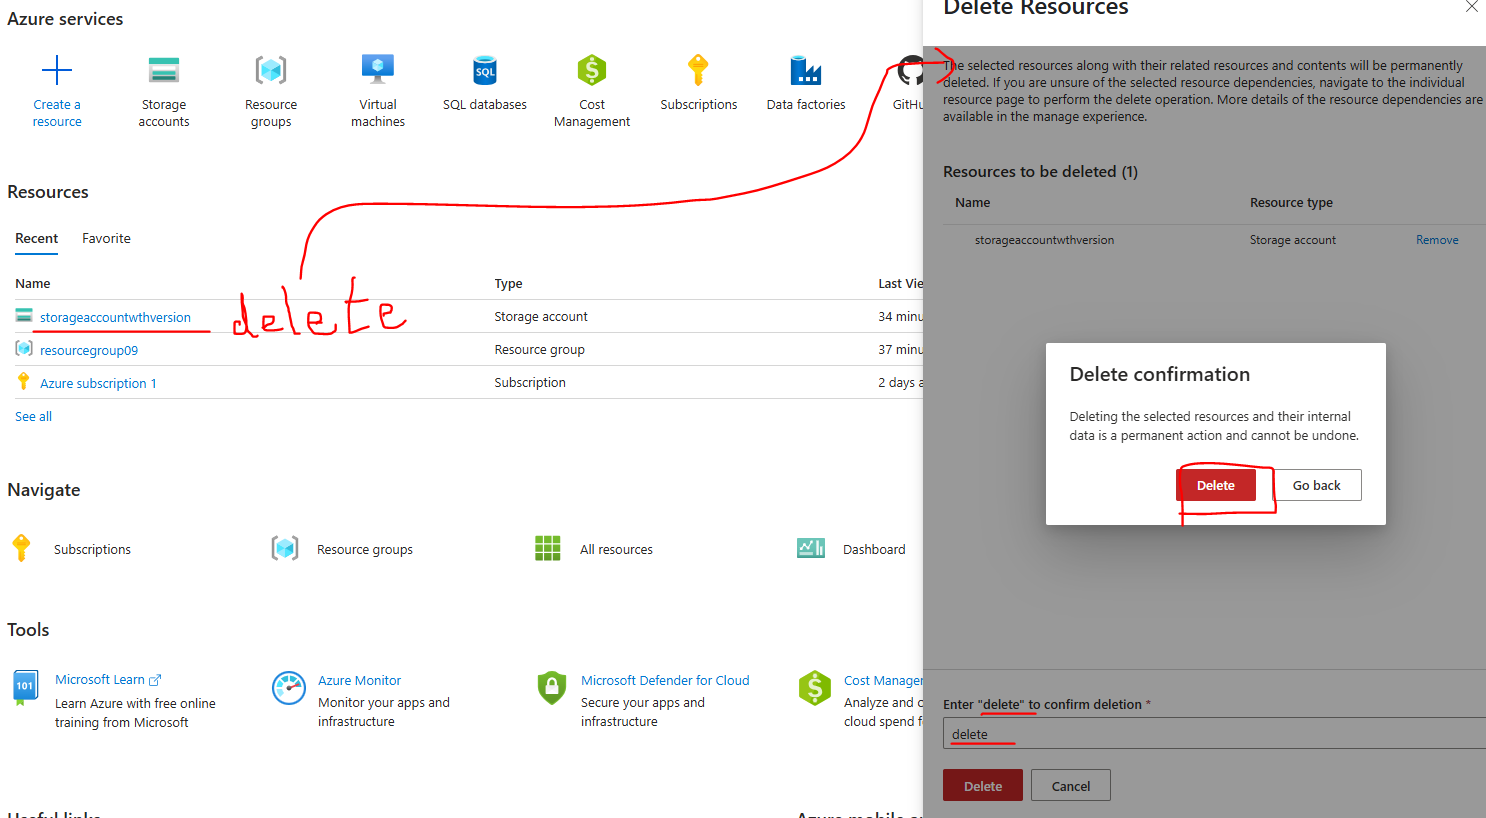 Azure services
Create a resource
Storage accounts
Resource groups
Virtual machines
SQL
SQL databases
Cost Management
Subscriptions
Data factories
GitHu
Resources
Recent
Favorite
Name Type Last Vie
storageaccountwthversion Storage account 34 minu
delete
resourcegroup09 Resource group 37 minu
Azure subscription 1 Subscription 2 days a
See all
Navigate
Subscriptions
Resource groups
All resources
Dashboard
Tools
101
Microsoft Learn
Learn Azure with free online
training from Microsoft
Azure Monitor
Monitor your apps and
infrastructure
Microsoft Defender for Cloud
Secure your apps and
infrastructure
Cost Manager
Analyze and c
cloud spend f
Useful links
Azure mobile
Delete Resources
The selected resources along with their related resources and contents will be permanently
deleted. If you are unsure of the selected resource dependencies, navigate to the individual
resource page to perform the delete operation. More details of the resource dependencies are
available in the manage experience.
Resources to be deleted (1)
Name Resource type
storageaccountwthversion Storage account Remove
Delete confirmation
Deleting the selected resources and their internal
data is a permanent action and cannot be undone.
Delete Go back
Enter "delete" to confirm deletion *
delete
Delete Cancel